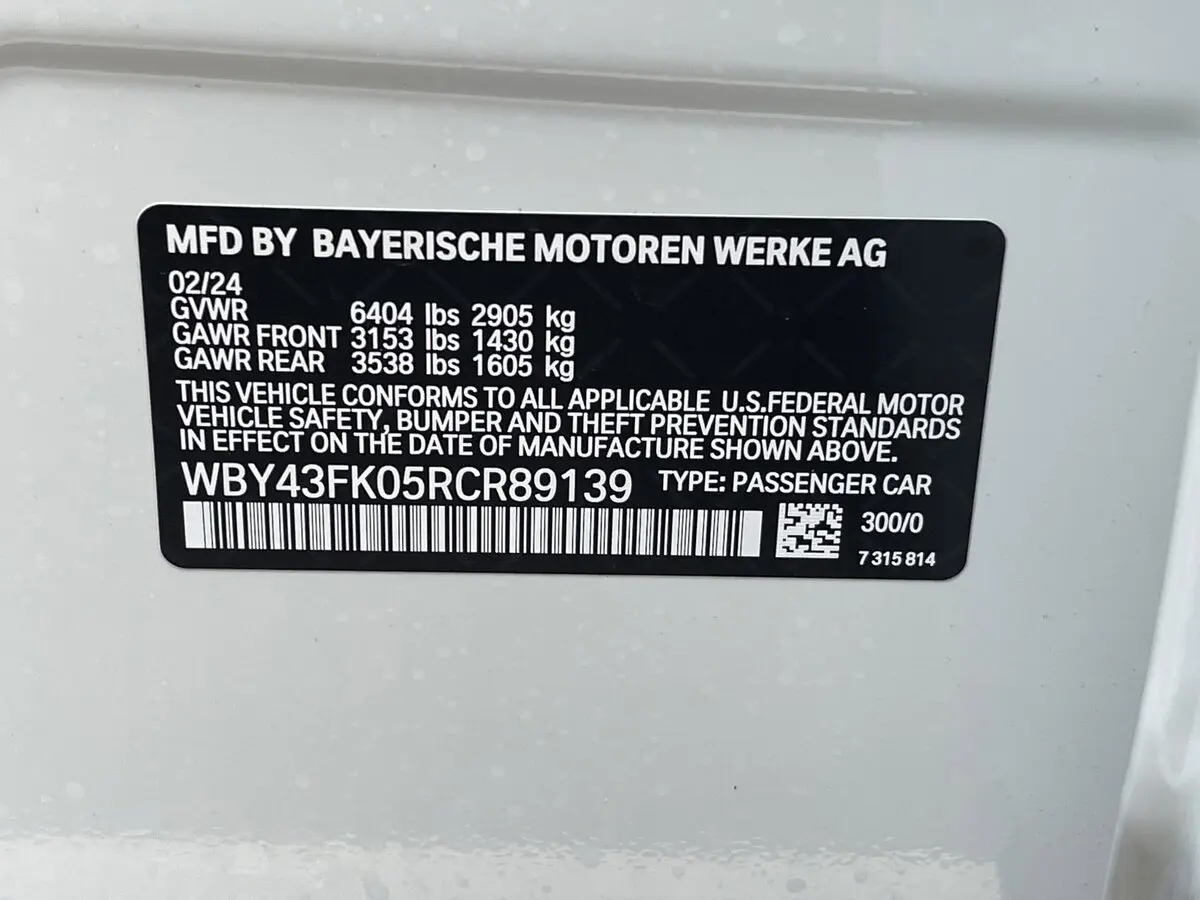 MFD BY BAYERISCHE MOTOREN WERKE AG
02/24
GVWR 6404 lbs 2905 kg
GAWR FRONT 3153 lbs 1430 kg
GAWR REAR 3538 lbs 1605 kg
THIS VEHICLE CONFORMS TO ALL APPLICABLE U.S.FEDERAL MOTOR
VEHICLE SAFETY, BUMPER AND THEFT PREVENTION STANDARDS
IN EFFECT ON THE DATE OF MANUFACTURE SHOWN ABOVE.
WBY43FK05RCR89139 TYPE: PASSENGER CAR
300/0
7 315 814